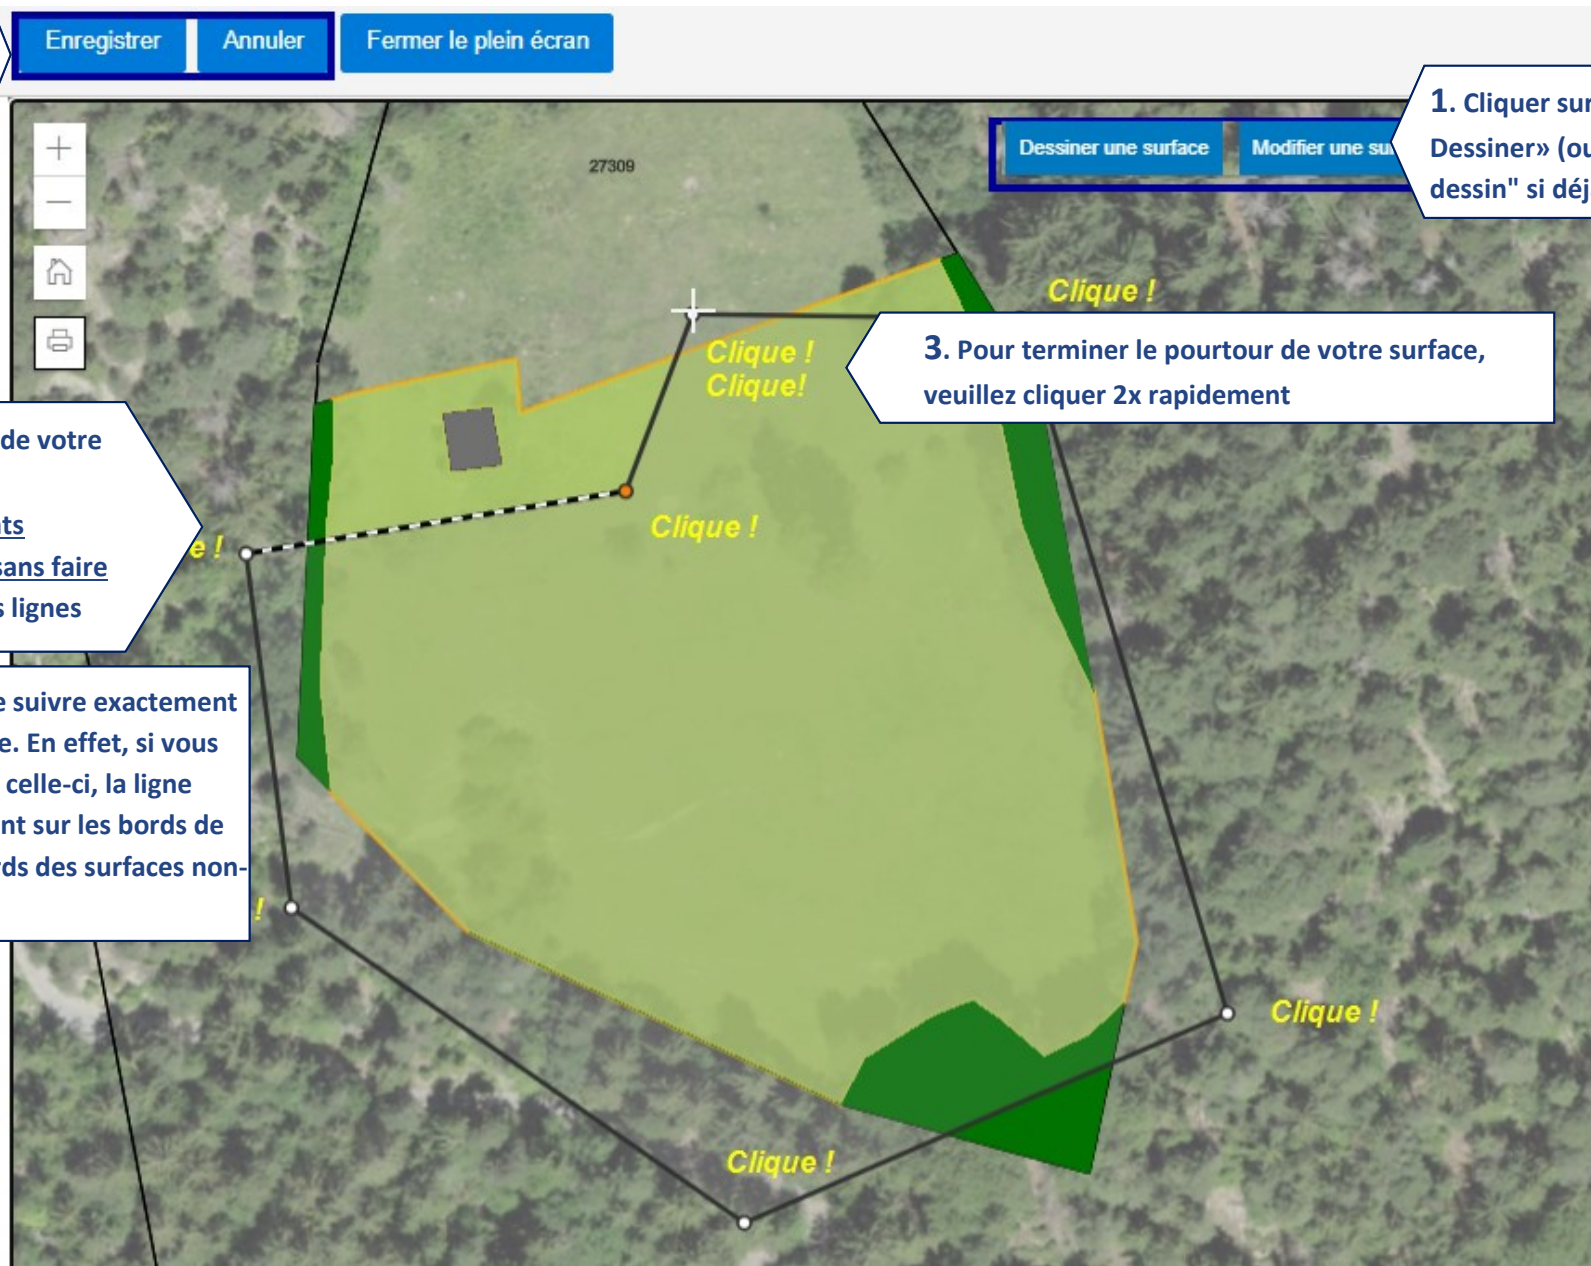 Enregistrer Annuler Fermer le plein écran
1. Cliquer sur
Dessiner» (ou
dessin" si déj
Dessiner une surface Modifier une su
27309
Clique !
3. Pour terminer le pourtour de votre surface,
veuillez cliquer 2x rapidement
Clique !
Clique!
de votre
ts
sans faire
s lignes
e !
Clique !
e suivre exactement
e. En effet, si vous
celle-ci, la ligne
nt sur les bords de
rds des surfaces non-
!
Clique !
Clique !